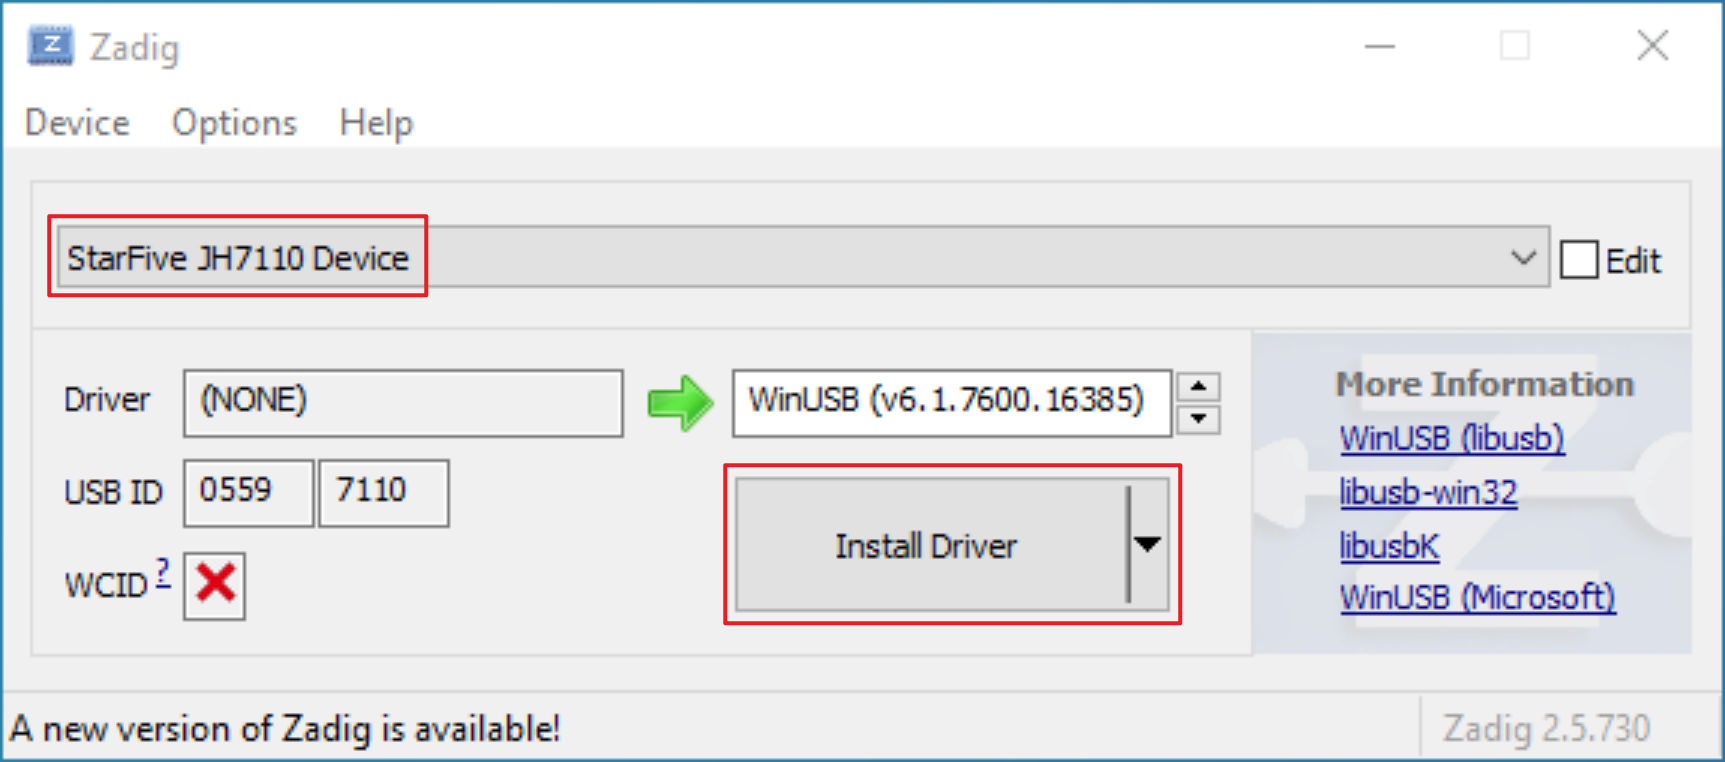 Zadig
Device Options Help
StarFive JH7110 Device
Edit
Driver (NONE) WinUSB (v6.1.7600.16385)
USB ID 0559 7110
WCID ?
Install Driver
More Information
WinUSB (libusb)
libusb-win32
libusbK
WinUSB (Microsoft)
A new version of Zadig is available!
Zadig 2.5.730